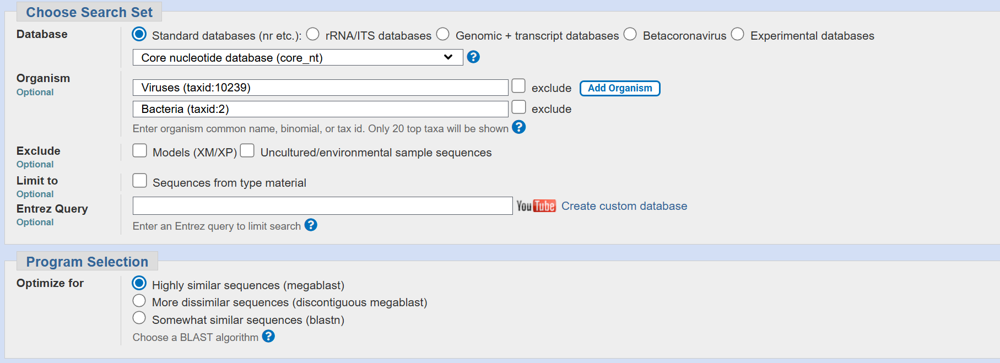 Choose Search Set
Database
Standard databases (nr etc.): rRNA/ITS databases Genomic + transcript databases Betacoronavirus Experimental databases
Core nucleotide database (core_nt) ?
Organism
Optional
Viruses (taxid:10239) exclude Add Organism
Bacteria (taxid:2) exclude
Enter organism common name, binomial, or tax id. Only 20 top taxa will be shown ?
Exclude
Optional
Models (XM/XP) Uncultured/environmental sample sequences
Limit to
Optional
Sequences from type material
Entrez Query
Optional
YouTube Create custom database
Enter an Entrez query to limit search ?
Program Selection
Optimize for
Highly similar sequences (megablast)
More dissimilar sequences (discontiguous megablast)
Somewhat similar sequences (blastn)
Choose a BLAST algorithm ?